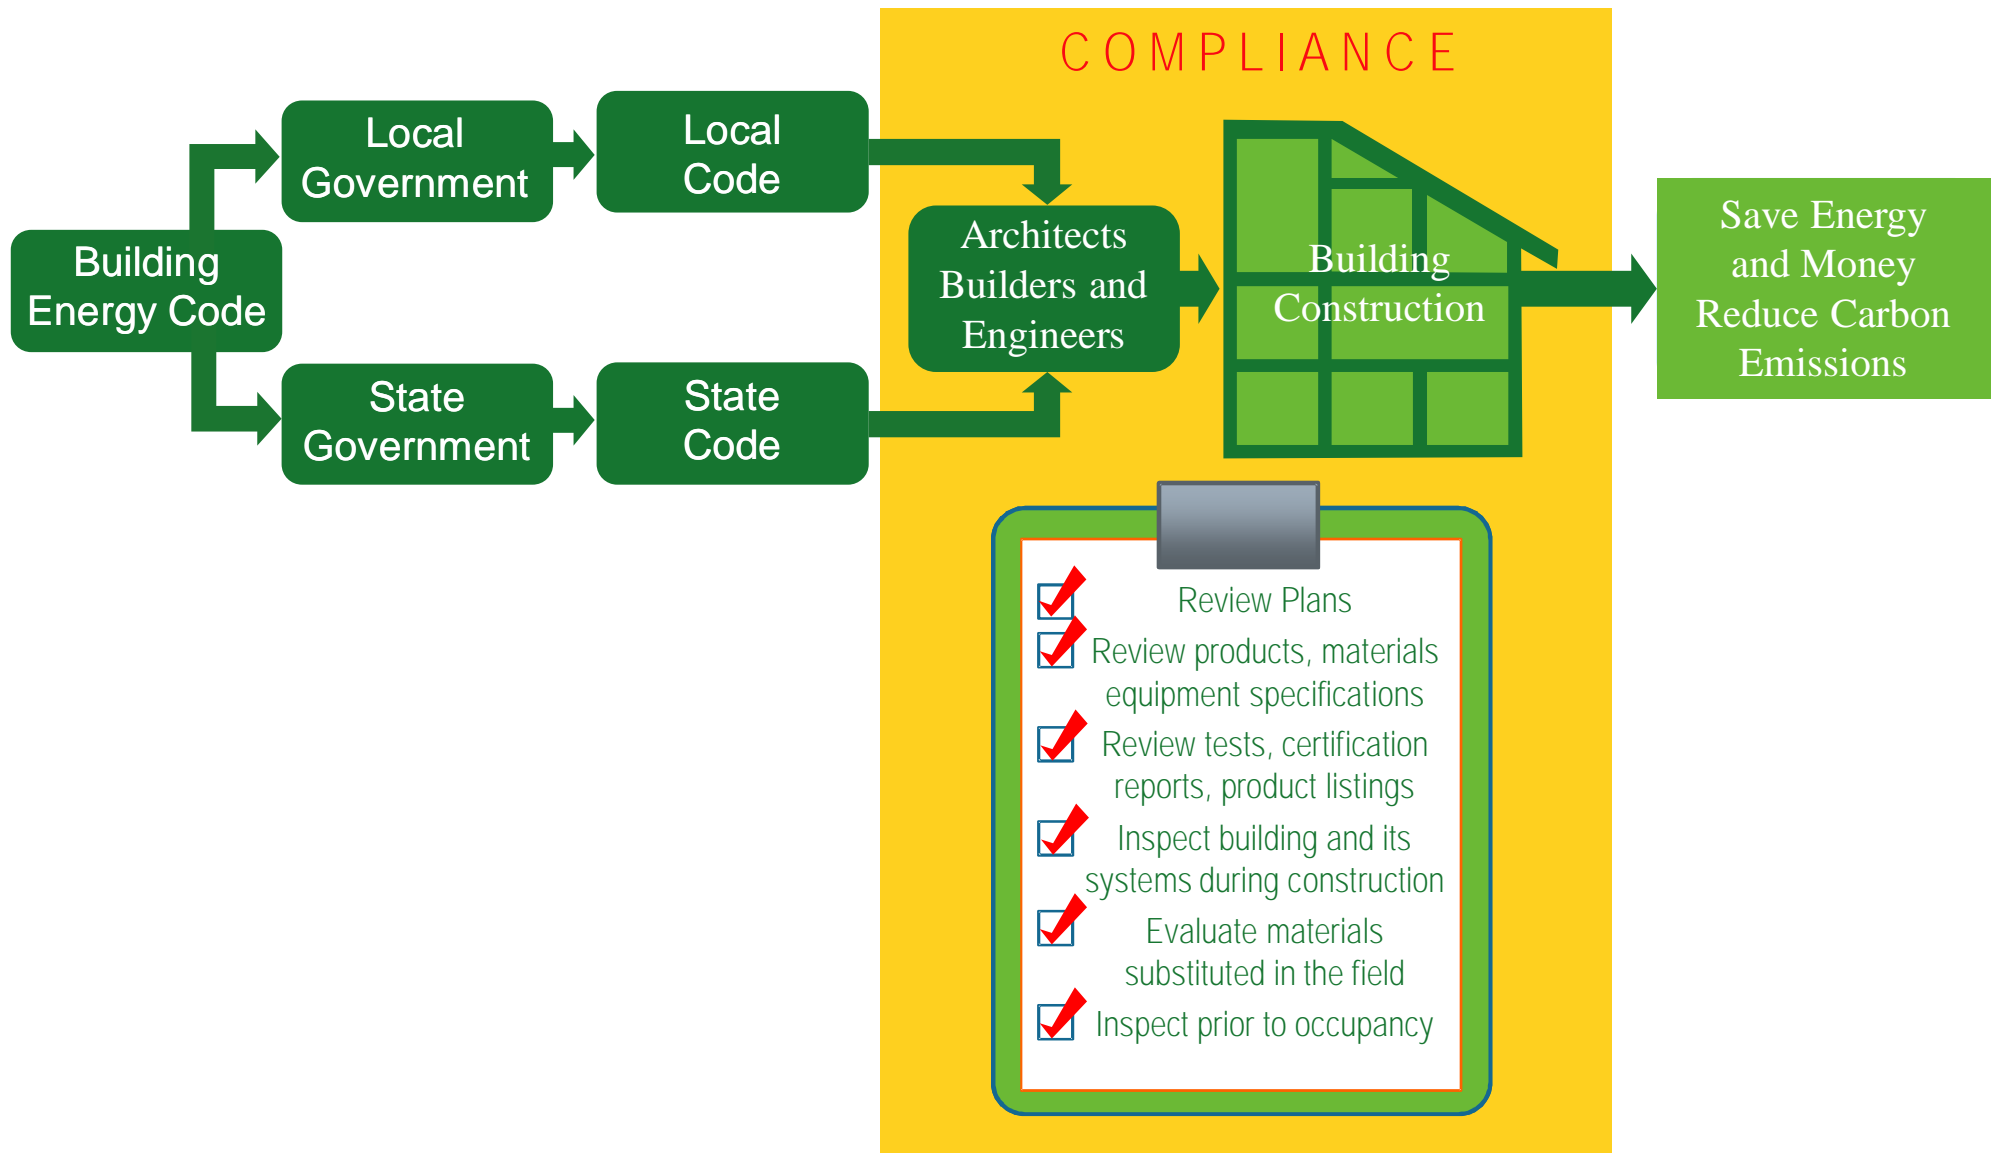 COMPLIANCE
Local
Government
Local
Code
Building
Energy Code
State
Government
State
Code
Architects
Builders and
Engineers
Building
Construction
Save Energy
and Money
Reduce Carbon
Emissions
Review Plans
Review products, materials
equipment specifications
Review tests, certification
reports, product listings
Inspect building and its
systems during construction
Evaluate materials
substituted in the field
Inspect prior to occupancy